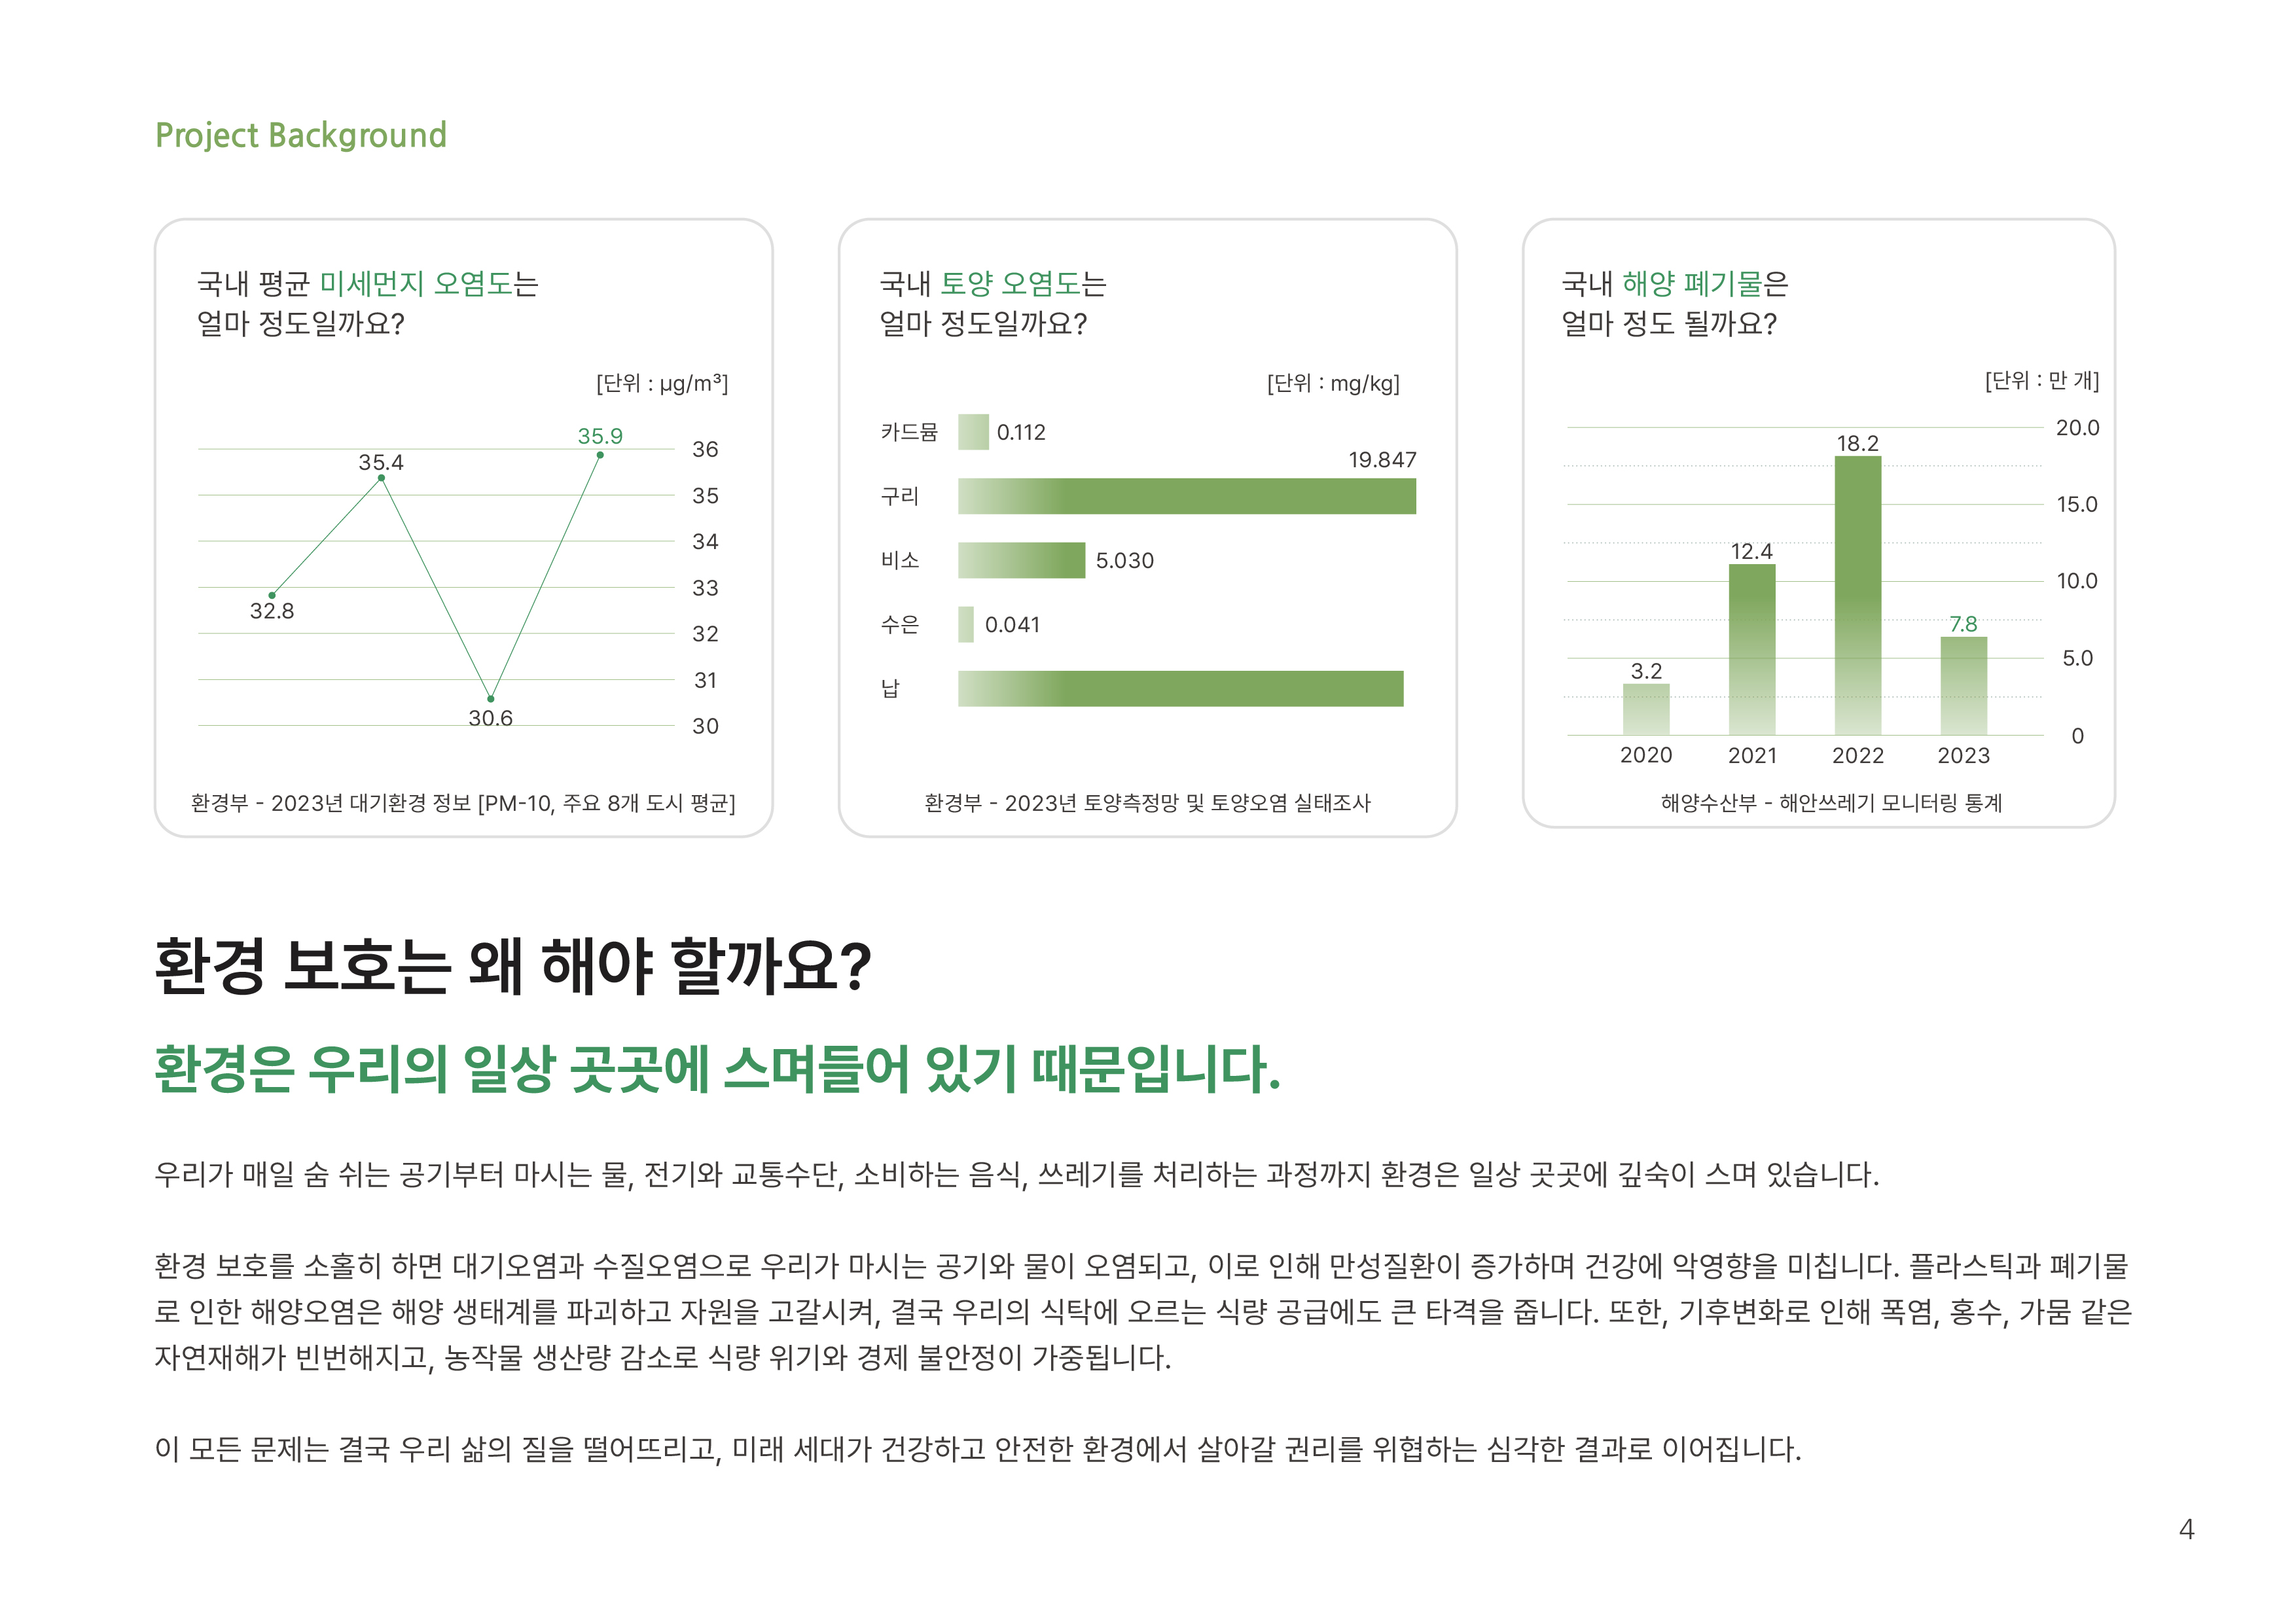 Project Background
국내 평균 미세먼지 오염도는
얼마 정도일까요?
[단위 : μg/m³]
35.9
36
35.4
35
34
33
32.8
32
31
30.6
30
환경부 - 2023년 대기환경 정보 [PM-10, 주요 8개 도시 평균]
국내 토양 오염도는
얼마 정도일까요?
[단위 : mg/kg]
카드뮴 0.112
19.847
구리
비소 5.030
수은 0.041
납
환경부 - 2023년 토양측정망 및 토양오염 실태조사
국내 해양 폐기물은
얼마 정도 될까요?
[단위 : 만 개]
20.0
18.2
15.0
12.4
10.0
7.8
5.0
3.2
0
2020 2021 2022 2023
해양수산부 - 해안쓰레기 모니터링 통계
환경 보호는 왜 해야 할까요?
환경은 우리의 일상 곳곳에 스며들어 있기 때문입니다.
우리가 매일 숨 쉬는 공기부터 마시는 물, 전기와 교통수단, 소비하는 음식, 쓰레기를 처리하는 과정까지 환경은 일상 곳곳에 깊숙이 스며 있습니다.
환경 보호를 소홀히 하면 대기오염과 수질오염으로 우리가 마시는 공기와 물이 오염되고, 이로 인해 만성질환이 증가하며 건강에 악영향을 미칩니다. 플라스틱과 폐기물
로 인한 해양오염은 해양 생태계를 파괴하고 자원을 고갈시켜, 결국 우리의 식탁에 오르는 식량 공급에도 큰 타격을 줍니다. 또한, 기후변화로 인해 폭염, 홍수, 가뭄 같은
자연재해가 빈번해지고, 농작물 생산량 감소로 식량 위기와 경제 불안정이 가중됩니다.
이 모든 문제는 결국 우리 삶의 질을 떨어뜨리고, 미래 세대가 건강하고 안전한 환경에서 살아갈 권리를 위협하는 심각한 결과로 이어집니다.
4